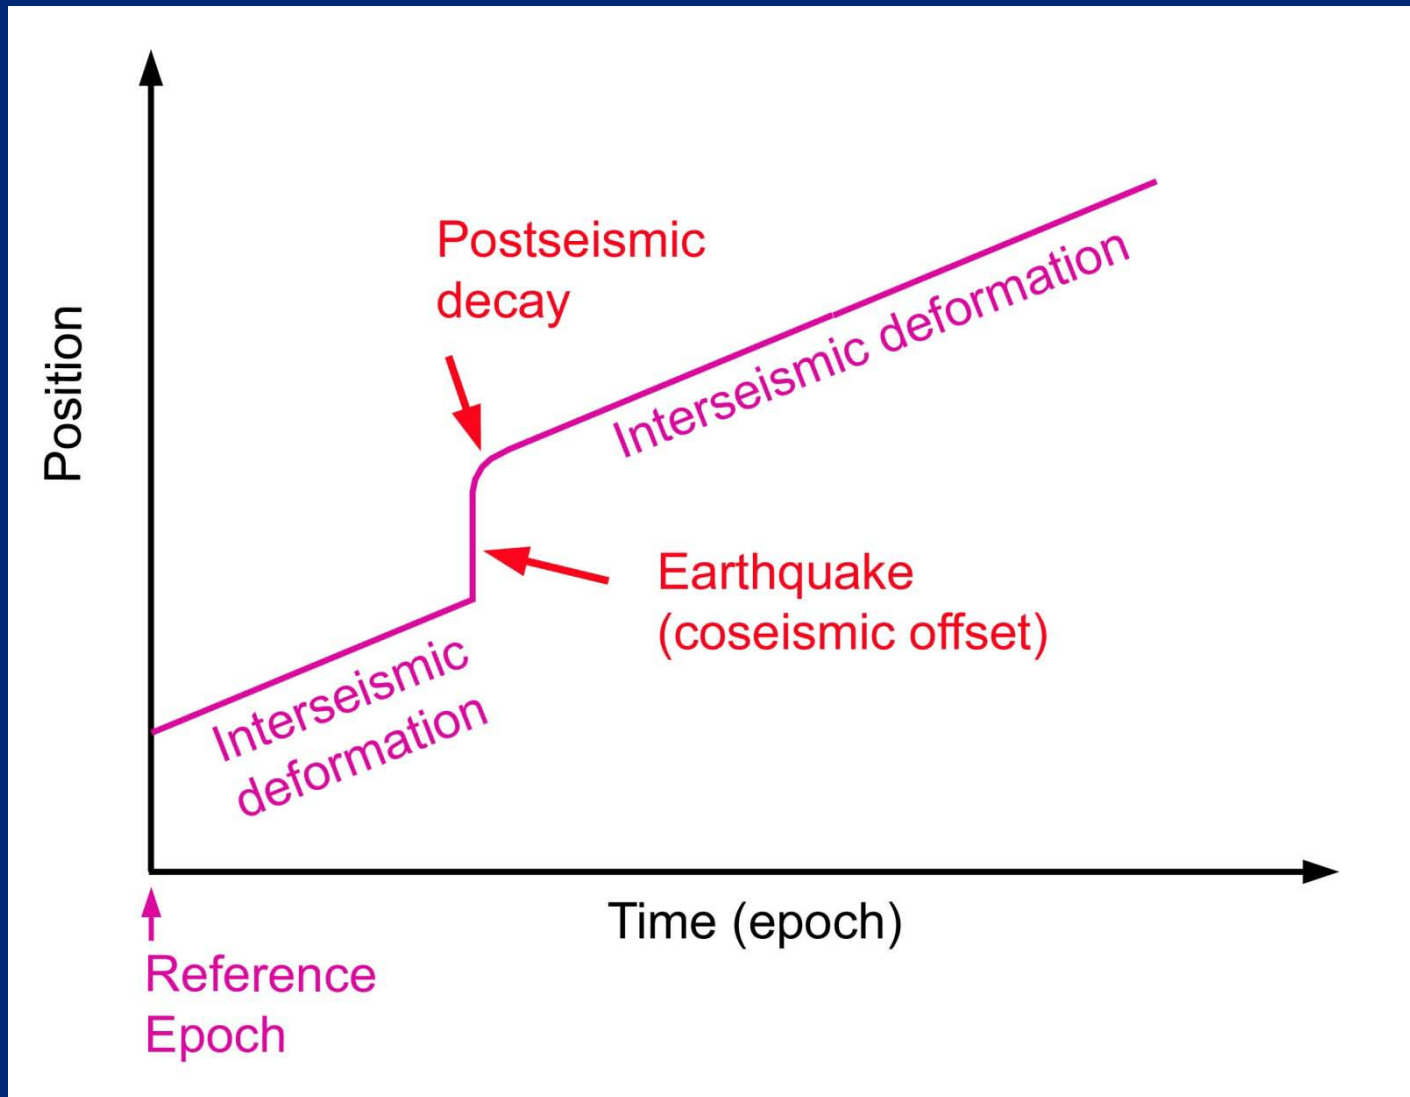 Postseismic
decay
Position
Interseismic deformation
Earthquake
(coseismic offset)
Interseismic
deformation
Time (epoch)
Reference
Epoch